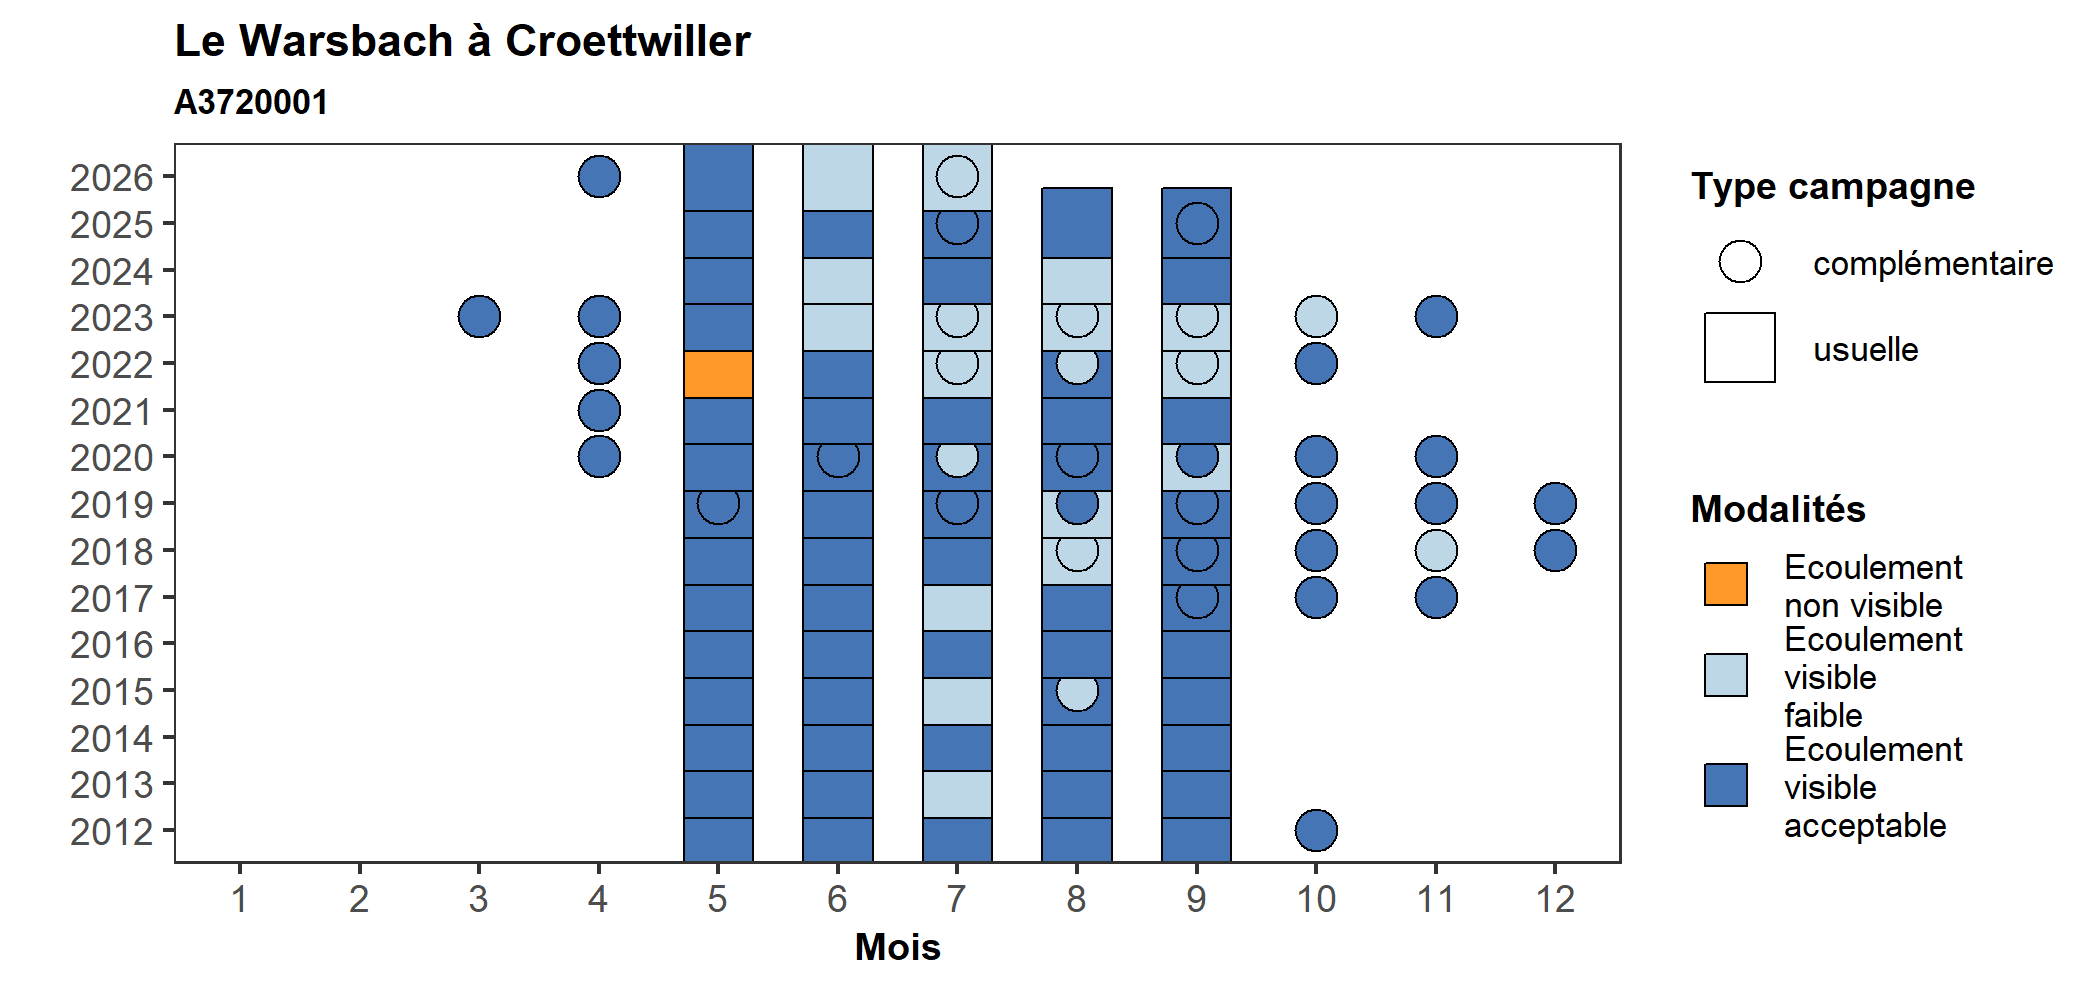 Le Warsbach à Croettwiller
A3720001
2026
2025
2024
2023
2022
2021
2020
2019
2018
2017
2016
2015
2014
2013
2012
1 2 3 4 5 6 7 8 9 10 11 12
Mois
Type campagne
complémentaire
usuelle
Modalités
Ecoulement
non visible
Ecoulement
visible
faible
Ecoulement
visible
acceptable